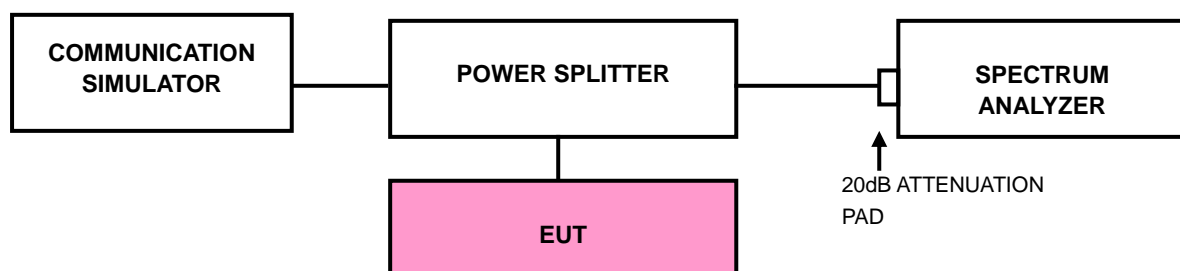 COMMUNICATION
SIMULATOR
POWER SPLITTER
SPECTRUM
ANALYZER
20dB ATTENUATION
PAD
EUT